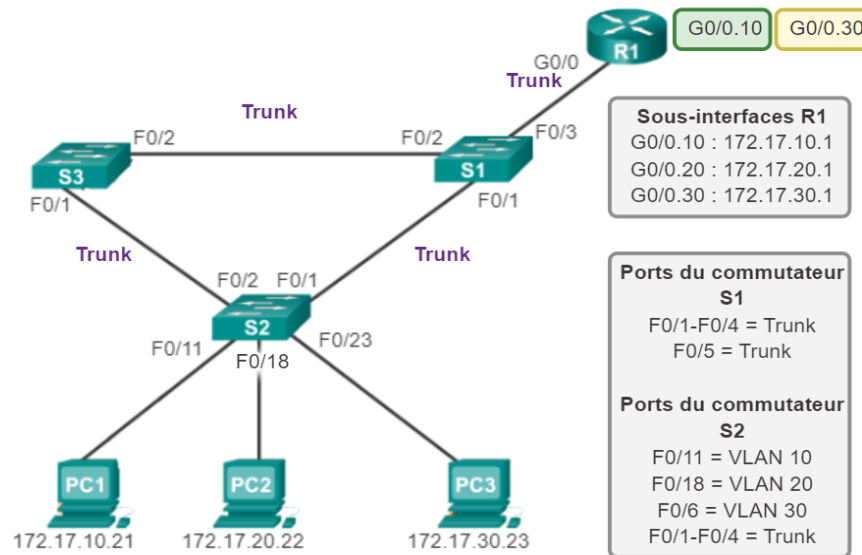 G0/0.10
G0/0.30
R1
G0/0
Trunk
Trunk
F0/2
F0/2
F0/3
S3
S1
F0/1
F0/1
Trunk
Trunk
F0/2
F0/1
S2
F0/11
F0/18
F0/23
PC1
PC2
PC3
172.17.10.21
172.17.20.22
172.17.30.23
Sous-interfaces R1
G0/0.10 : 172.17.10.1
G0/0.20 : 172.17.20.1
G0/0.30 : 172.17.30.1
Ports du commutateur
S1
F0/1-F0/4 = Trunk
F0/5 = Trunk
Ports du commutateur
S2
F0/11 = VLAN 10
F0/18 = VLAN 20
F0/6 = VLAN 30
F0/1-F0/4 = Trunk